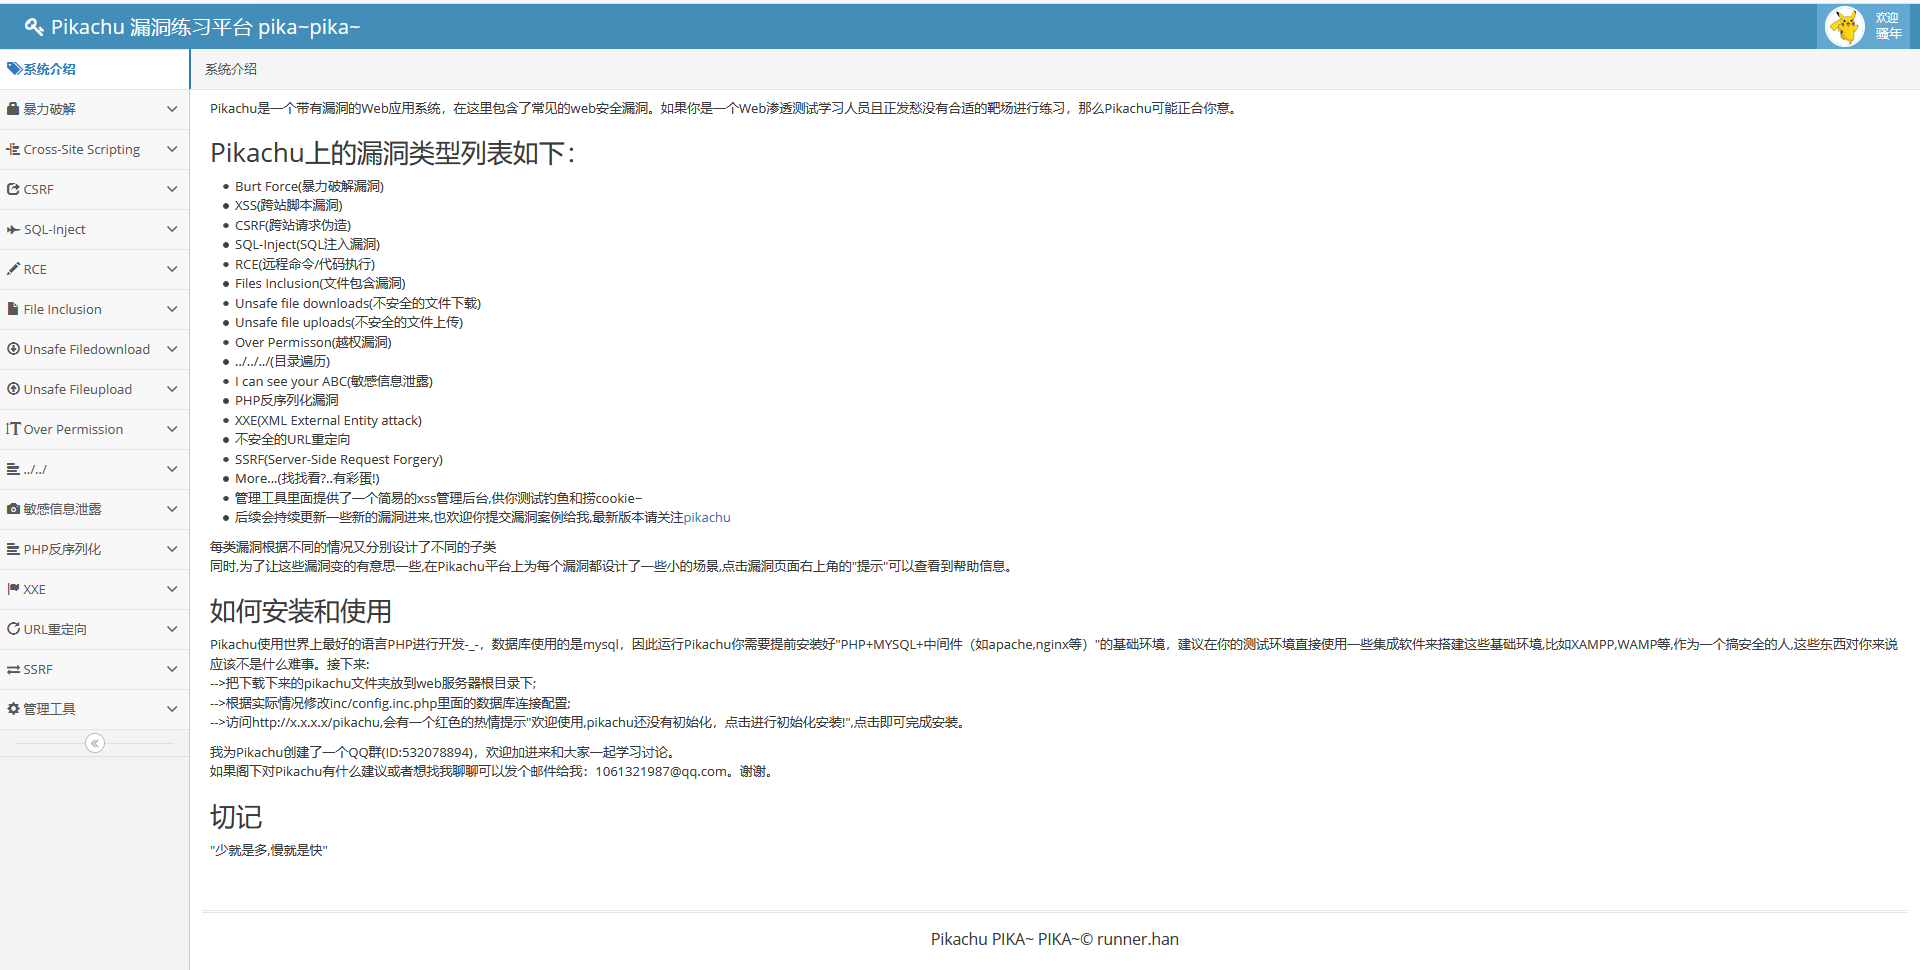 Pikachu 漏洞练习平台 pika~pika~
欢迎
骚年
系统介绍
暴力破解
Cross-Site Scripting
CSRF
SQL-Inject
RCE
File Inclusion
Unsafe Filedownload
Unsafe Fileupload
Over Permission
../../
敏感信息泄露
PHP反序列化
XXE
URL重定向
SSRF
管理工具
系统介绍
Pikachu是一个带有漏洞的Web应用系统，在这里包含了常见的web安全漏洞。如果你是一个Web渗透测试学习人员且正发愁没有合适的靶场进行练习，那么Pikachu可能正合你意。
Pikachu上的漏洞类型列表如下：
Burt Force(暴力破解漏洞)
XSS(跨站脚本漏洞)
CSRF(跨站请求伪造)
SQL-Inject(SQL注入漏洞)
RCE(远程命令/代码执行)
Files Inclusion(文件包含漏洞)
Unsafe file downloads(不安全的文件下载)
Unsafe file uploads(不安全的文件上传)
Over Permisson(越权漏洞)
../../../(目录遍历)
I can see your ABC(敏感信息泄露)
PHP反序列化漏洞
XXE(XML External Entity attack)
不安全的URL重定向
SSRF(Server-Side Request Forgery)
More...(找找看?..有彩蛋!)
管理工具里面提供了一个简易的xss管理后台,供你测试钓鱼和捞cookie~
后续会持续更新一些新的漏洞进来,也欢迎你提交漏洞案例给我,最新版本请关注pikachu
每类漏洞根据不同的情况又分别设计了不同的子类
同时,为了让这些漏洞变的有意思一些,在Pikachu平台上为每个漏洞都设计了一些小的场景,点击漏洞页面右上角的"提示"可以查看到帮助信息。
如何安装和使用
Pikachu使用世界上最好的语言PHP进行开发-_-，数据库使用的是mysql，因此运行Pikachu你需要提前安装好"PHP+MYSQL+中间件（如apache,nginx等）"的基础环境，建议在你的测试环境直接使用一些集成软件来搭建这些基础环境,比如XAMPP,WAMP等,作为一个搞安全的人,这些东西对你来说
应该不是什么难事。接下来:
-->把下载下来的pikachu文件夹放到web服务器根目录下;
-->根据实际情况修改inc/config.inc.php里面的数据库连接配置;
-->访问http://x.x.x.x/pikachu,会有一个红色的热情提示"欢迎使用,pikachu还没有初始化，点击进行初始化安装!",点击即可完成安装。
我为Pikachu创建了一个QQ群(ID:532078894)，欢迎加进来和大家一起学习讨论。
如果阁下对Pikachu有什么建议或者想找我聊聊可以发个邮件给我：1061321987@qq.com。谢谢。
切记
"少就是多,慢就是快"
Pikachu PIKA~ PIKA~© runner.han